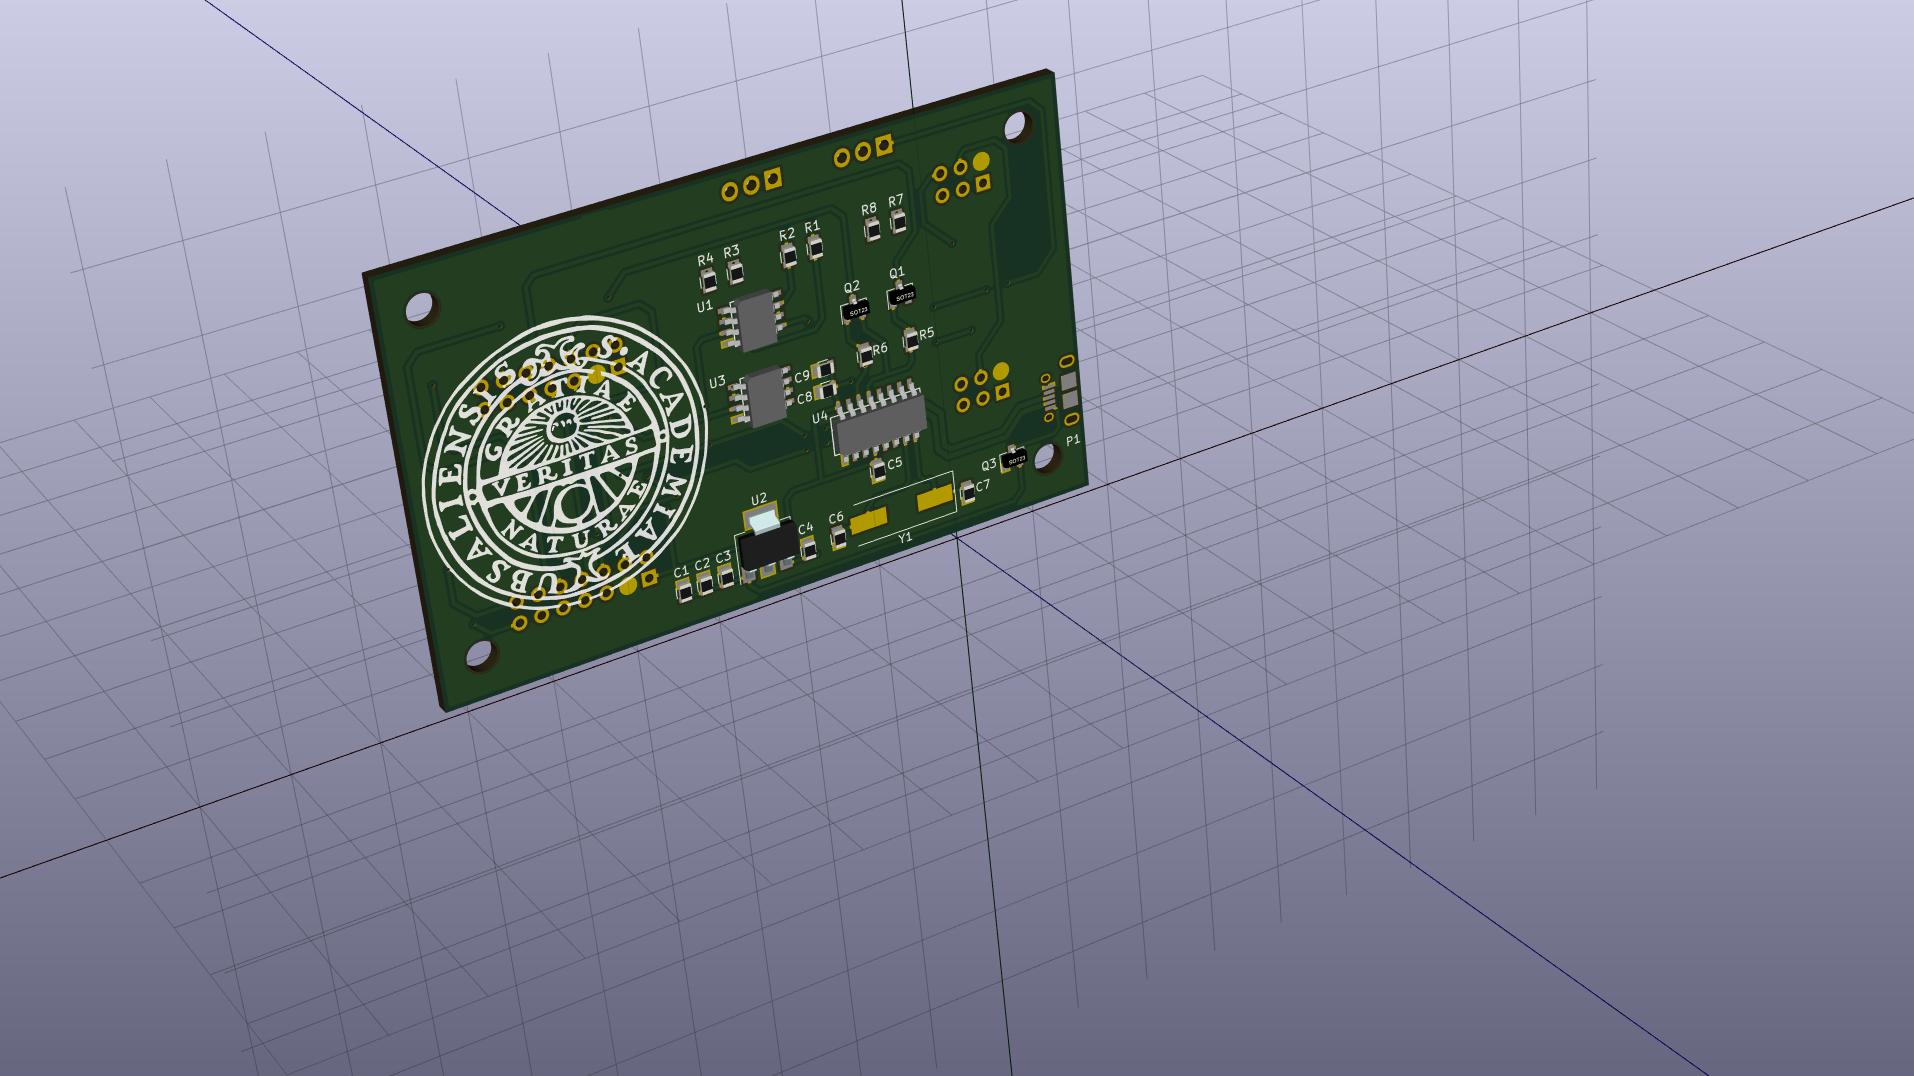 R8 R7
R2 R1
R4 R3
U1
Q2
SOT23
Q1
SOT23
R6
R5
U3
C9
C8
U4
C5
P1
Q3
SOT23
C7
Y1
U2
C4
C6
C1 C2 C3
S. ACADEMIAE UBSALIENSIS
GRATIAE
VERITAS
NATURAE